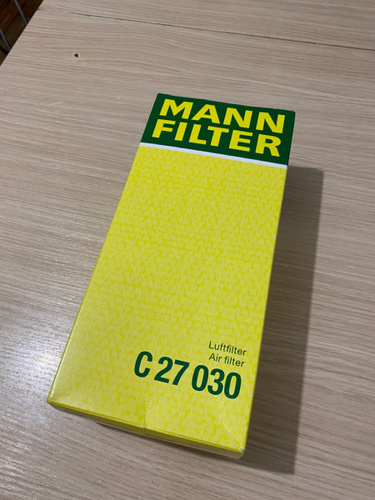 MANN
FILTER
Luftfilter
Air filter
C 27 030